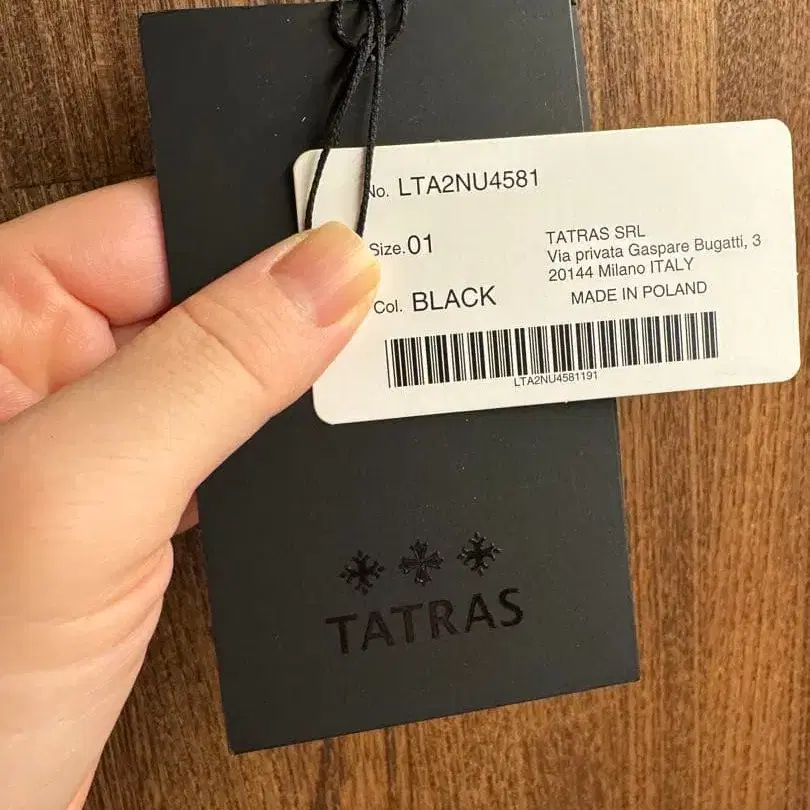 No. LTA2NU4581
Size.01
Col. BLACK
TATRAS SRL
Via privata Gaspare Bugatti, 3
20144 Milano ITALY
MADE IN POLAND
LTA2NU4581191
TATRAS